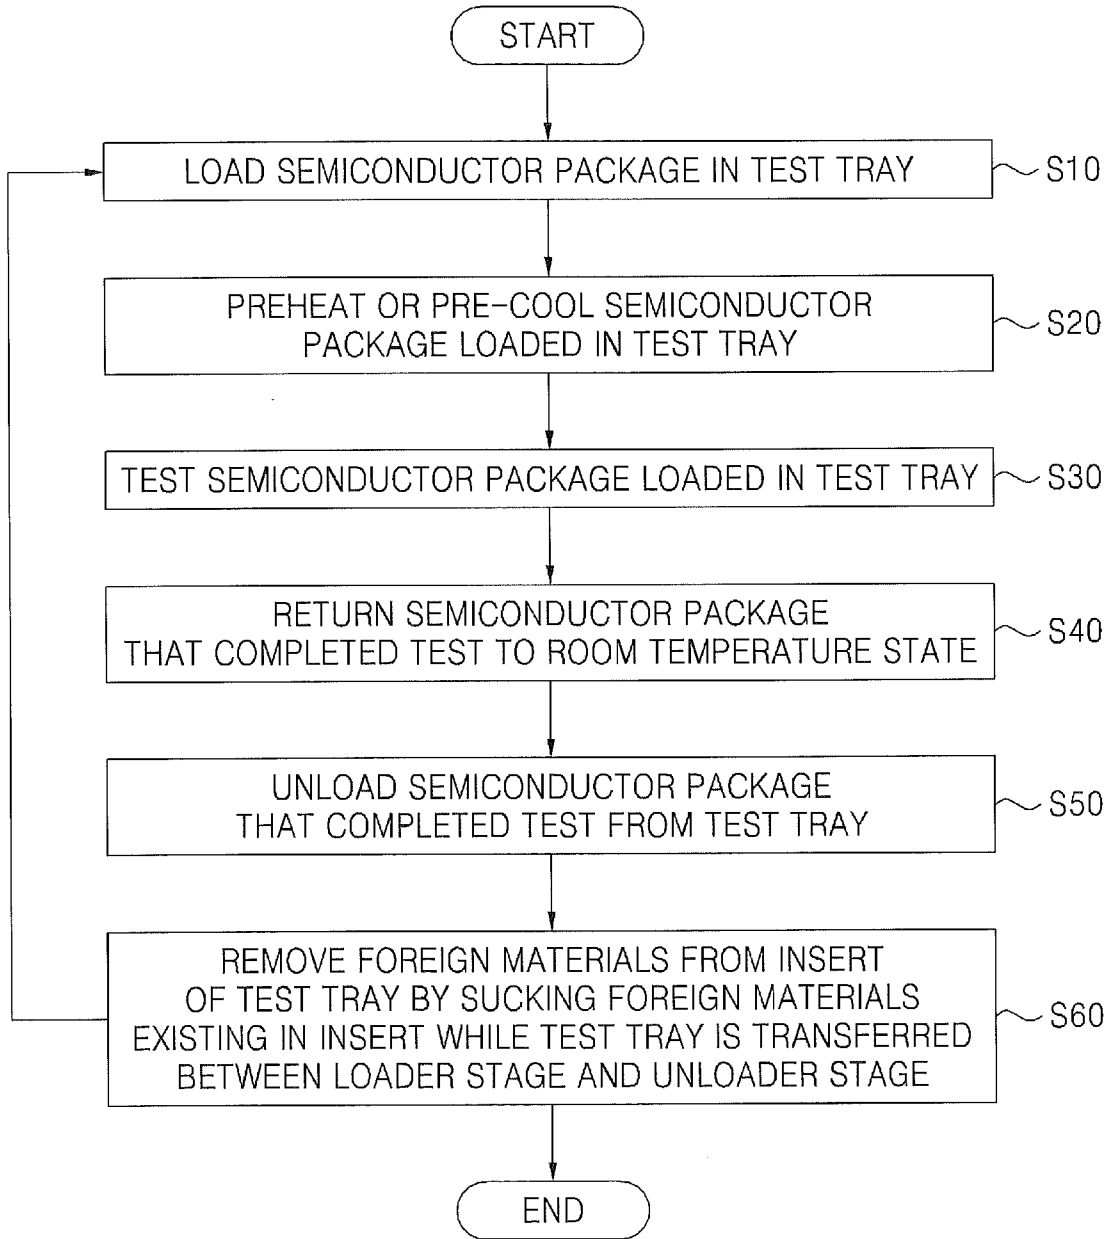 START
LOAD SEMICONDUCTOR PACKAGE IN TEST TRAY
S10
PREHEAT OR PRE-COOL SEMICONDUCTOR
PACKAGE LOADED IN TEST TRAY
S20
TEST SEMICONDUCTOR PACKAGE LOADED IN TEST TRAY
S30
RETURN SEMICONDUCTOR PACKAGE
THAT COMPLETED TEST TO ROOM TEMPERATURE STATE
S40
UNLOAD SEMICONDUCTOR PACKAGE
THAT COMPLETED TEST FROM TEST TRAY
S50
REMOVE FOREIGN MATERIALS FROM INSERT
OF TEST TRAY BY SUCKING FOREIGN MATERIALS
EXISTING IN INSERT WHILE TEST TRAY IS TRANSFERRED
BETWEEN LOADER STAGE AND UNLOADER STAGE
S60
END